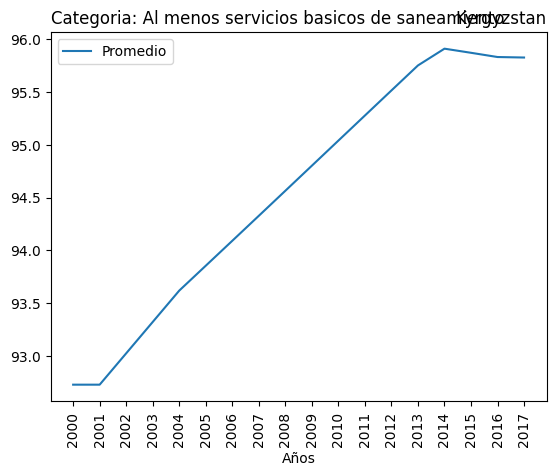 Categoria: Al menos servicios basicos de saneamiento
Kyrgyzstan
Promedio
96.0
95.5
95.0
94.5
94.0
93.5
93.0
2000 2001 2002 2003 2004 2005 2006 2007 2008 2009 2010 2011 2012 2013 2014 2015 2016 2017
Años